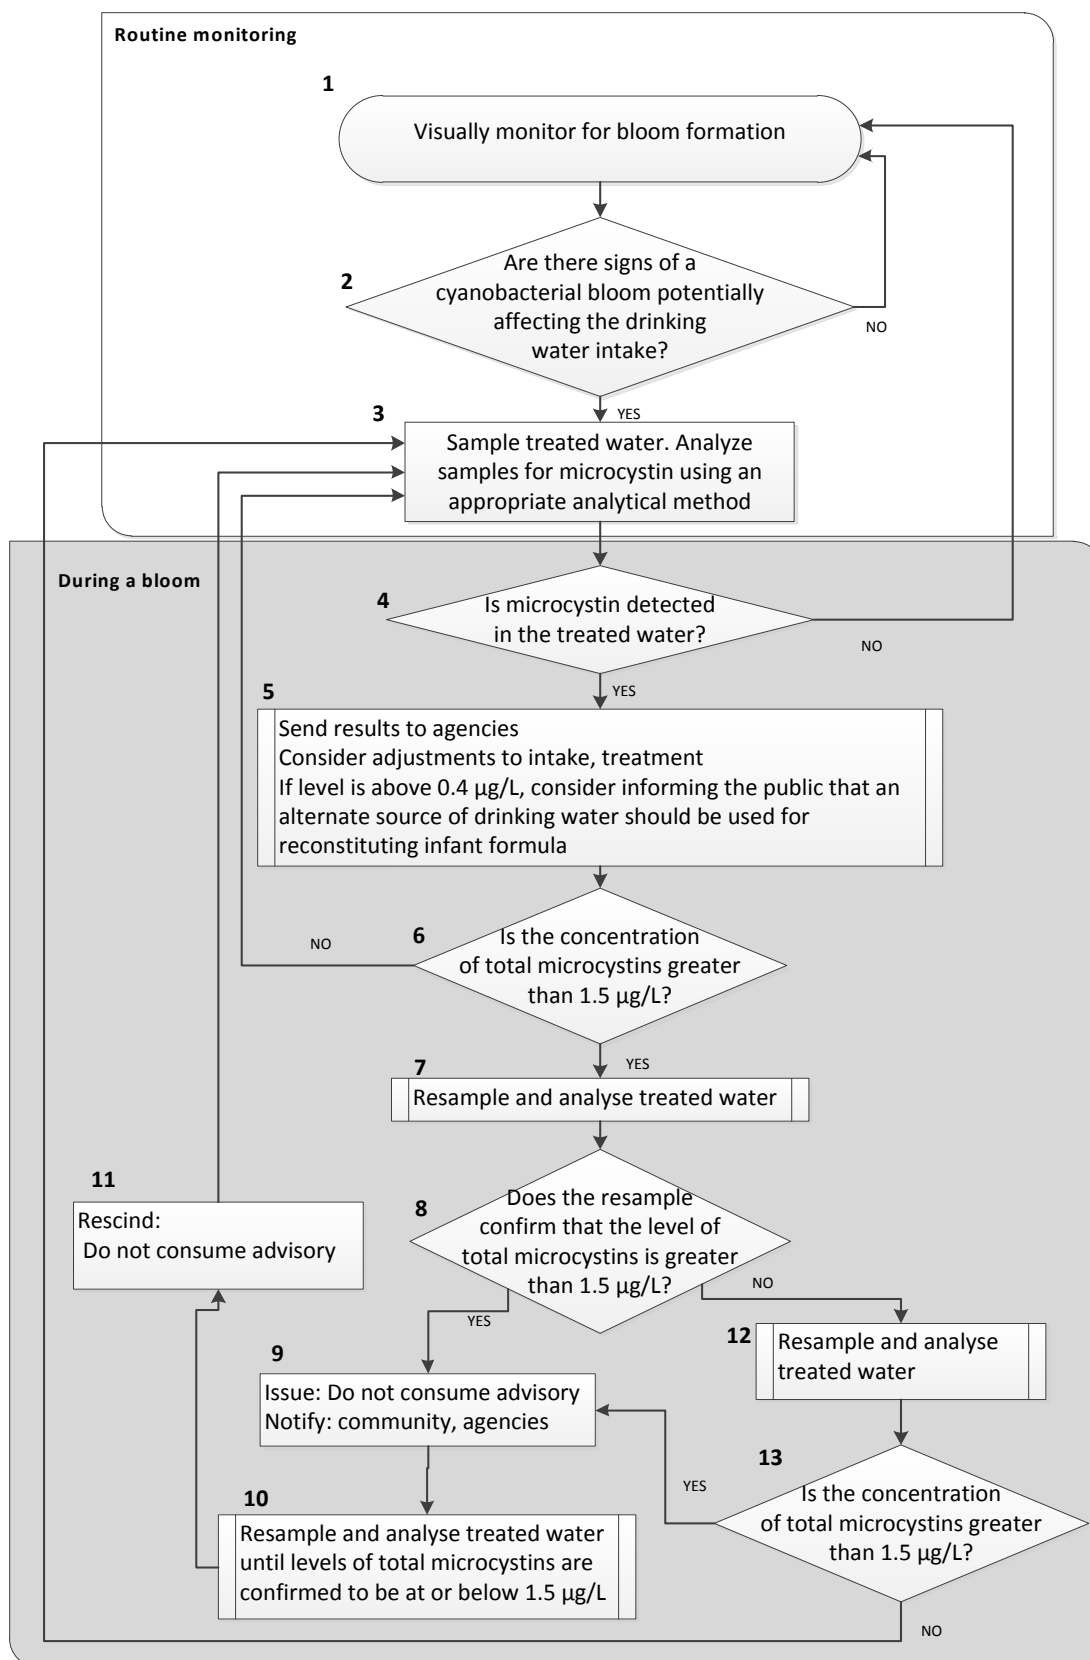 Routine monitoring
1
Visually monitor for bloom formation
2
Are there signs of a
cyanobacterial bloom potentially
affecting the drinking
water intake?
NO
YES
3
Sample treated water. Analyze
samples for microcystin using an
appropriate analytical method
During a bloom
4
Is microcystin detected
in the treated water?
NO
YES
5
Send results to agencies
Consider adjustments to intake, treatment
If level is above 0.4 µg/L, consider informing the public that an
alternate source of drinking water should be used for
reconstituting infant formula
6
Is the concentration
of total microcystins greater
than 1.5 µg/L?
NO
YES
7
Resample and analyse treated water
8
Does the resample
confirm that the level of
total microcystins is greater
than 1.5 µg/L?
YES
NO
9
Issue: Do not consume advisory
Notify: community, agencies
10
Resample and analyse treated water
until levels of total microcystins are
confirmed to be at or below 1.5 µg/L
11
Rescind:
Do not consume advisory
12
Resample and analyse
treated water
13
Is the concentration
of total microcystins greater
than 1.5 µg/L?
YES
NO